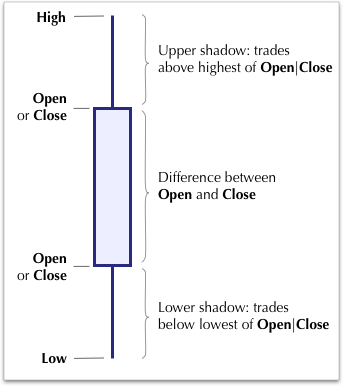 High
Upper shadow: trades
above highest of Open|Close
Open
or Close
Difference between
Open and Close
Open
or Close
Lower shadow: trades
below lowest of Open|Close
Low